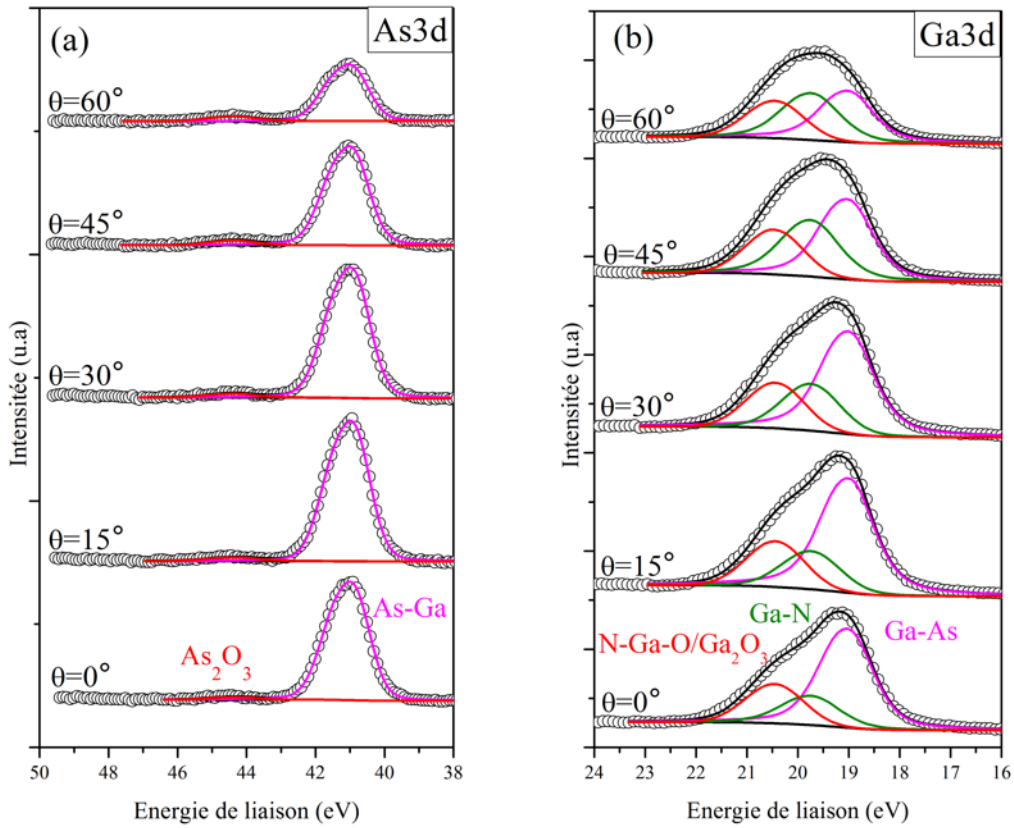 (a)
As3d
θ=60°
θ=45°
θ=30°
θ=15°
θ=0°
As-Ga
As₂O₃
50 48 46 44 42 40 38
Energie de liaison (eV)
Intensitée (u.a)
(b)
Ga3d
θ=60°
θ=45°
θ=30°
θ=15°
θ=0°
Ga-N
Ga-As
N-Ga-O/Ga₂O₃
24 23 22 21 20 19 18 17 16
Energie de liaison (eV)
Intensitée (u.a)